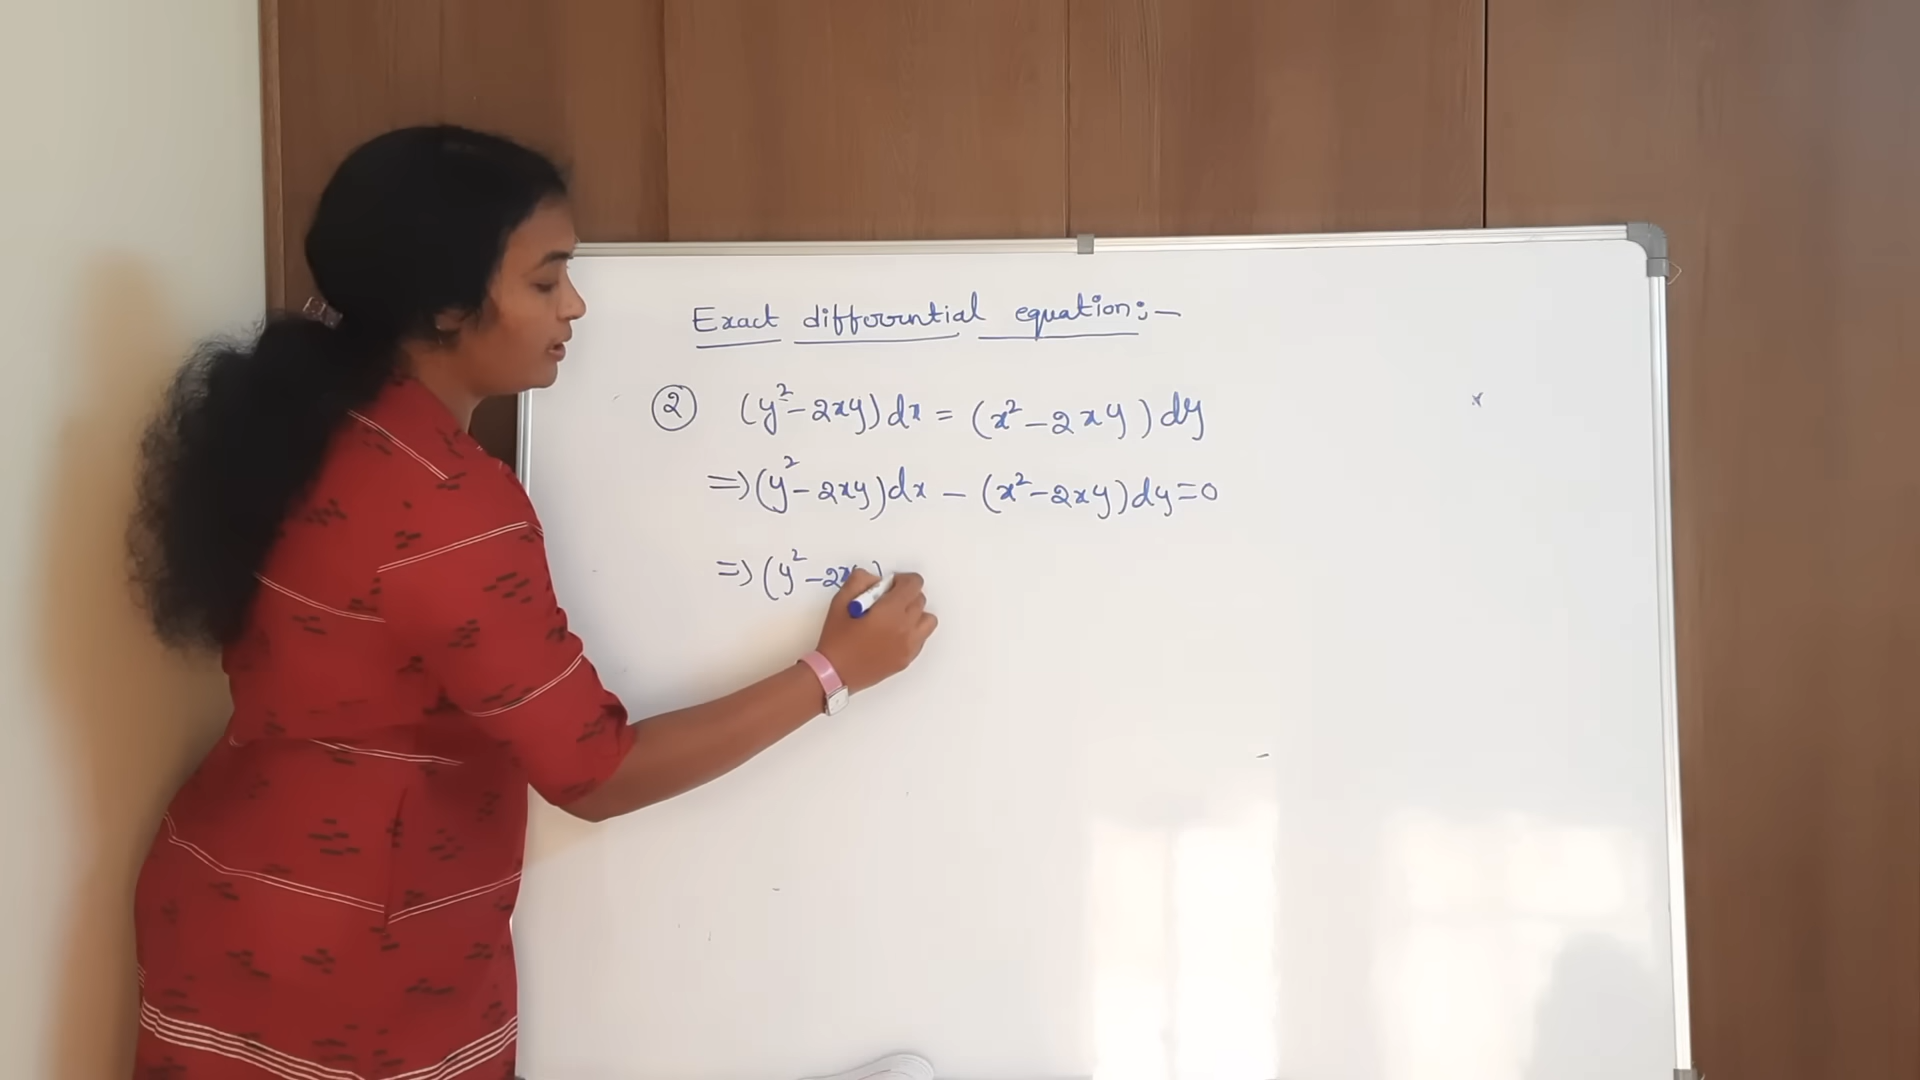 Exact differential equation:-
② (y²-2xy)dx = (x²-2xy)dy
=>(y²-2xy)dx - (x²-2xy)dy=0
=>(y²-2x